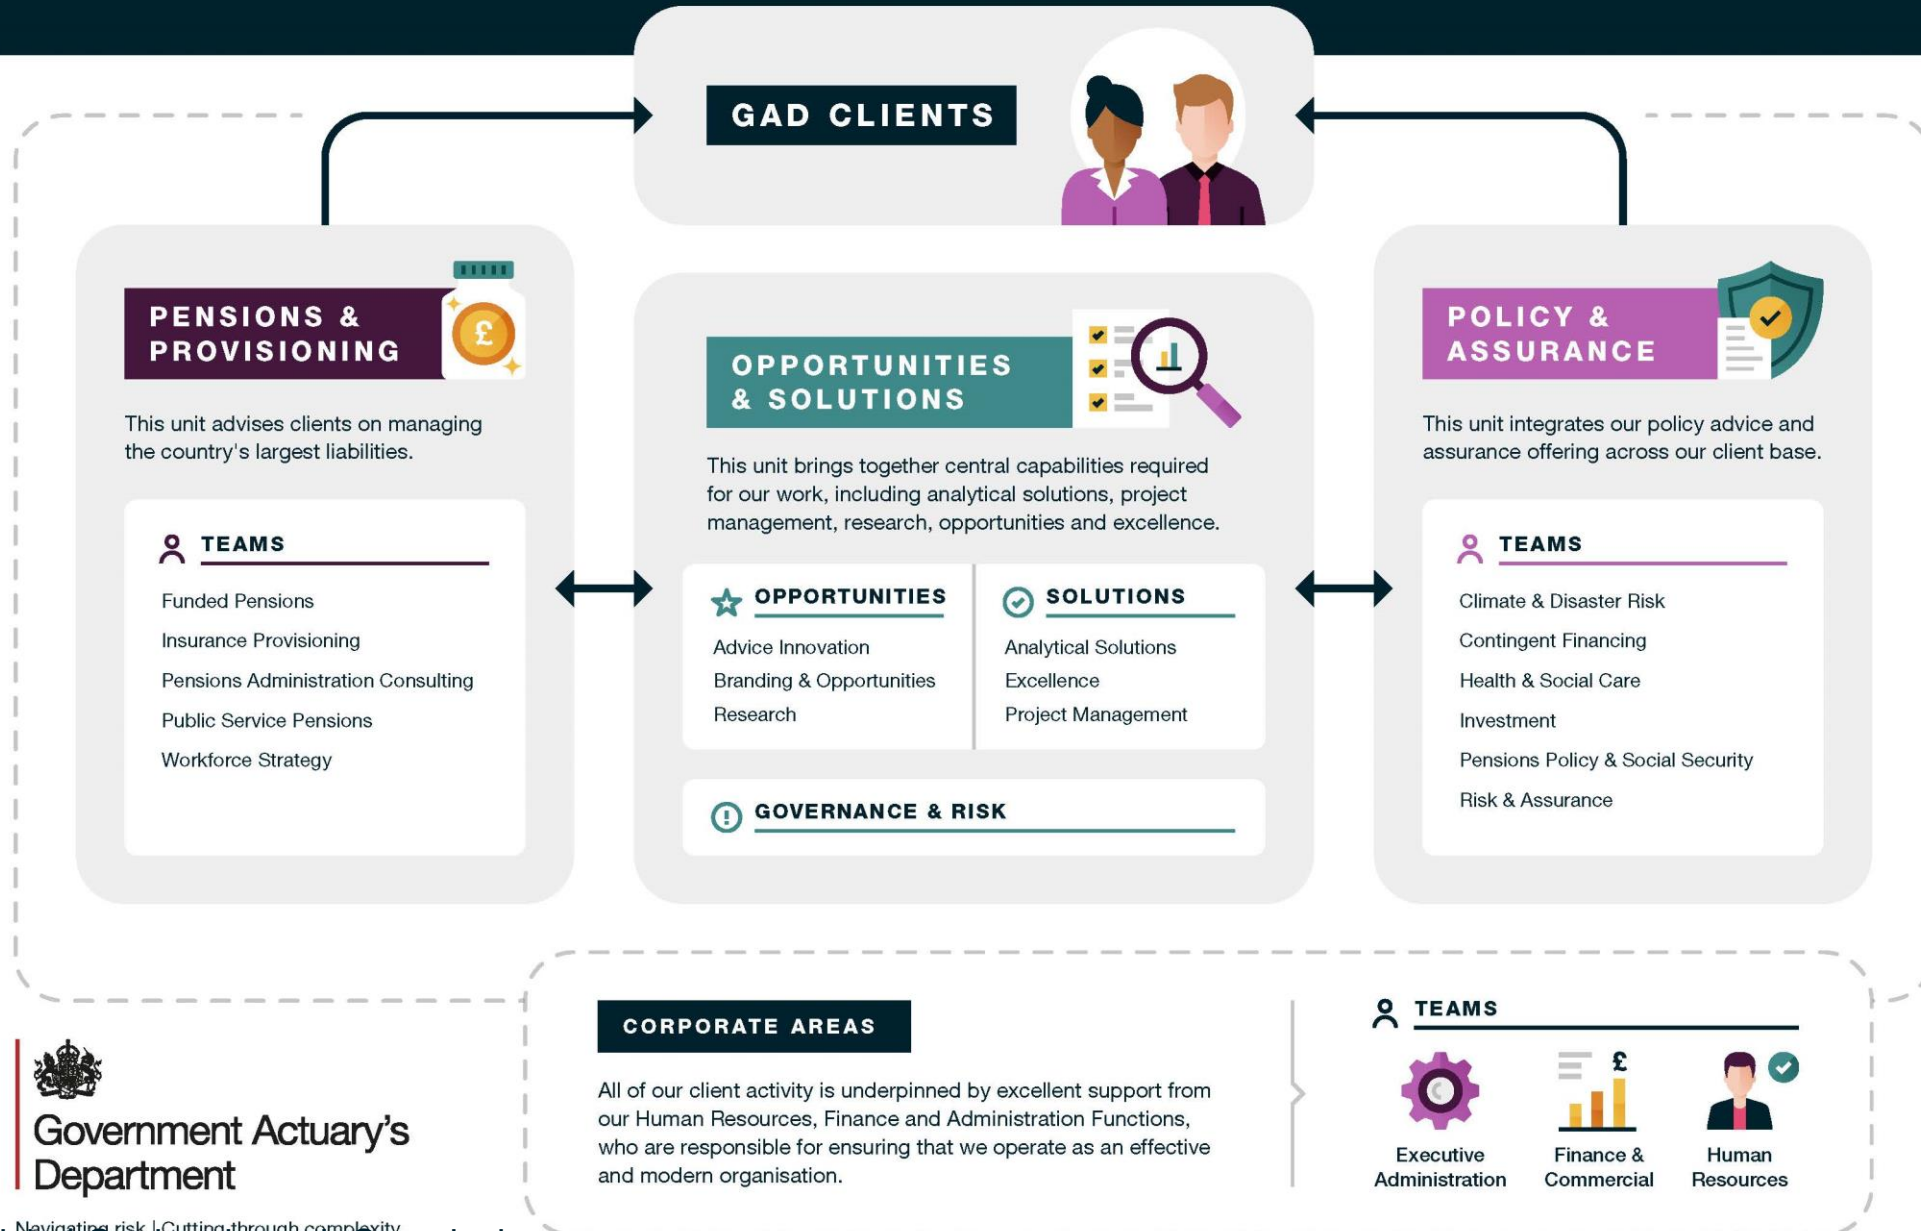 GAD CLIENTS
PENSIONS &
PROVISIONING
£
This unit advises clients on managing
the country's largest liabilities.
TEAMS
Funded Pensions
Insurance Provisioning
Pensions Administration Consulting
Public Service Pensions
Workforce Strategy
OPPORTUNITIES
& SOLUTIONS
This unit brings together central capabilities required
for our work, including analytical solutions, project
management, research, opportunities and excellence.
OPPORTUNITIES
Advice Innovation
Branding & Opportunities
Research
SOLUTIONS
Analytical Solutions
Excellence
Project Management
GOVERNANCE & RISK
POLICY &
ASSURANCE
This unit integrates our policy advice and
assurance offering across our client base.
TEAMS
Climate & Disaster Risk
Contingent Financing
Health & Social Care
Investment
Pensions Policy & Social Security
Risk & Assurance
Government Actuary's
Department
Navigating risk | Cutting-through complexity
CORPORATE AREAS
All of our client activity is underpinned by excellent support from
our Human Resources, Finance and Administration Functions,
who are responsible for ensuring that we operate as an effective
and modern organisation.
TEAMS
Executive
Administration
£
Finance &
Commercial
Human
Resources